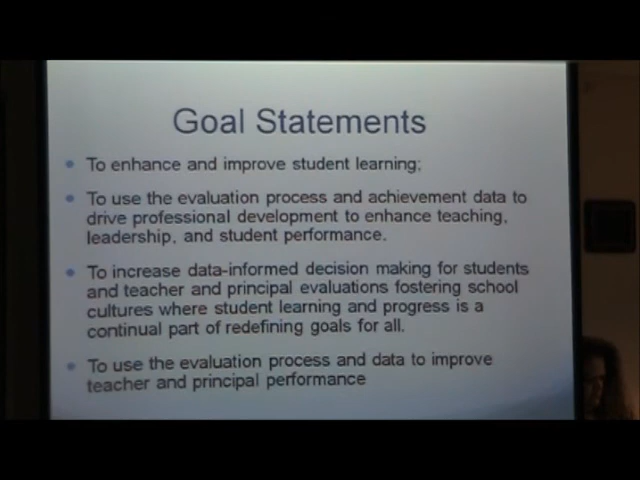 Goal Statements
To enhance and improve student learning;
To use the evaluation process and achievement data to
drive professional development to enhance teaching,
leadership, and student performance.
To increase data-informed decision making for students
and teacher and principal evaluations fostering school
cultures where student learning and progress is a
continual part of redefining goals for all.
To use the evaluation process and data to improve
teacher and principal performance